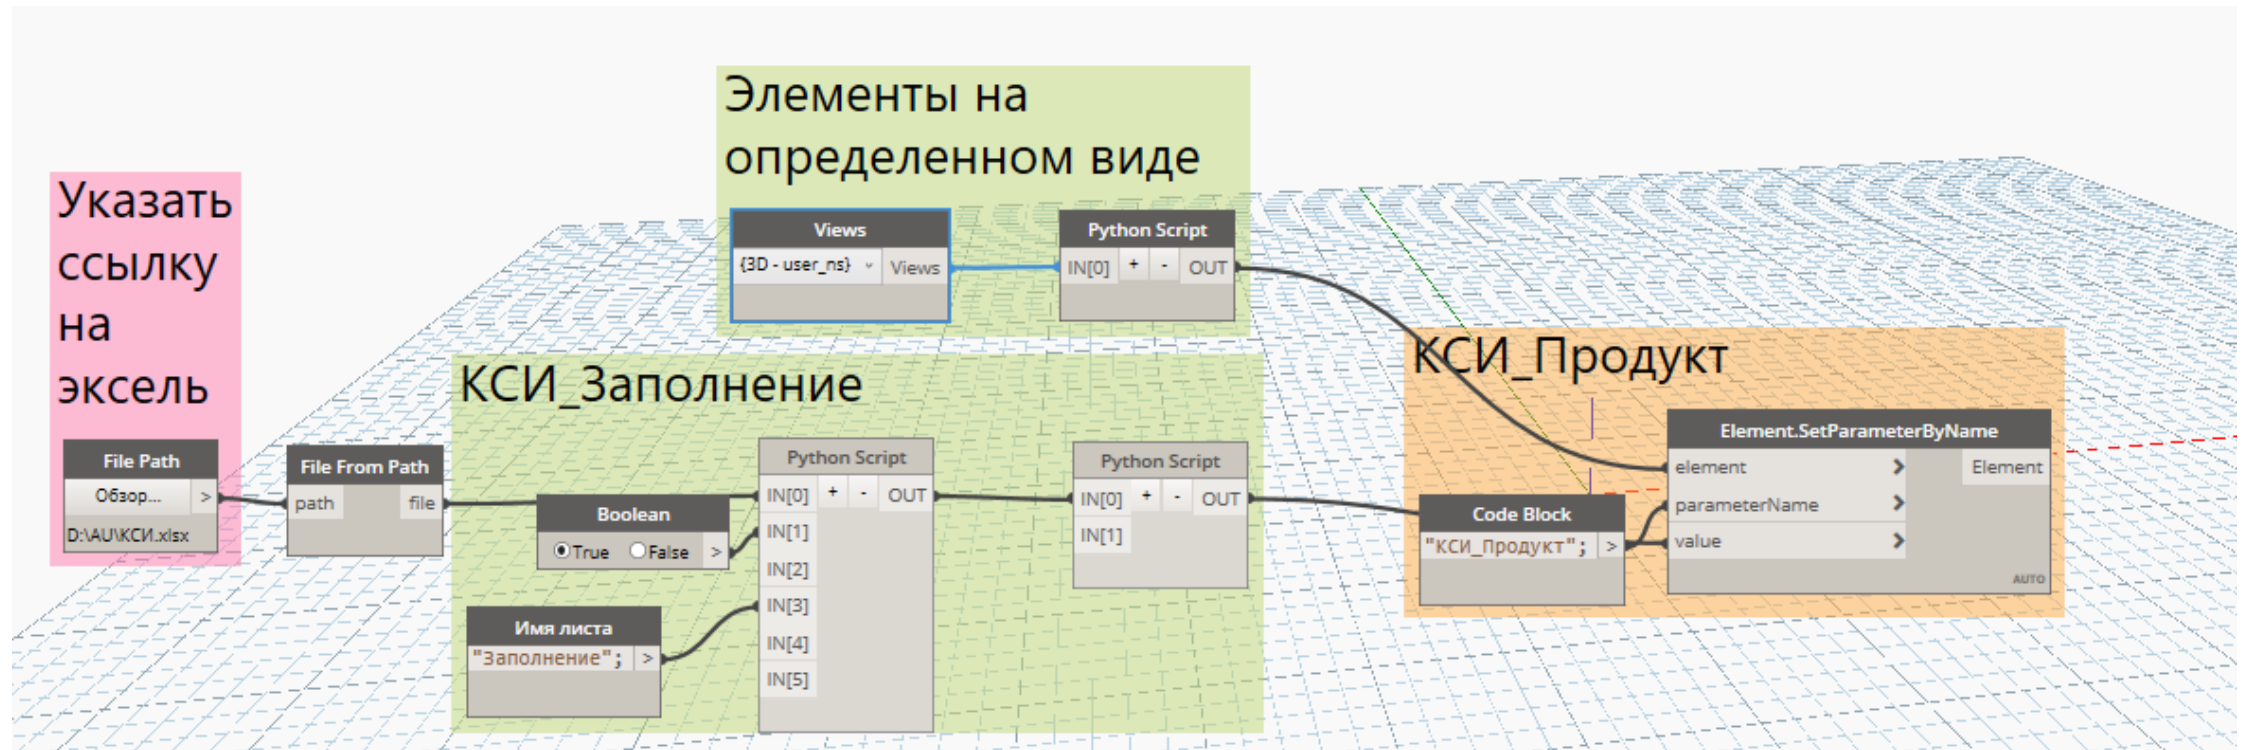 Указать
ссылку
на
эксель
File Path
Обзор... >
D:\AU\КСИ.xlsx
File From Path
path file
Элементы на
определенном виде
Views
{3D - user_ns} Views
Python Script
IN[0] + - OUT
КСИ_Заполнение
Boolean
True False >
Имя листа
"Заполнение"; >
Python Script
IN[0] + - OUT
IN[1]
IN[2]
IN[3]
IN[4]
IN[5]
Python Script
IN[0] + - OUT
IN[1]
КСИ_Продукт
Code Block
"КСИ_Продукт"; >
Element.SetParameterByName
element > Element
parameterName >
value >
AUTO